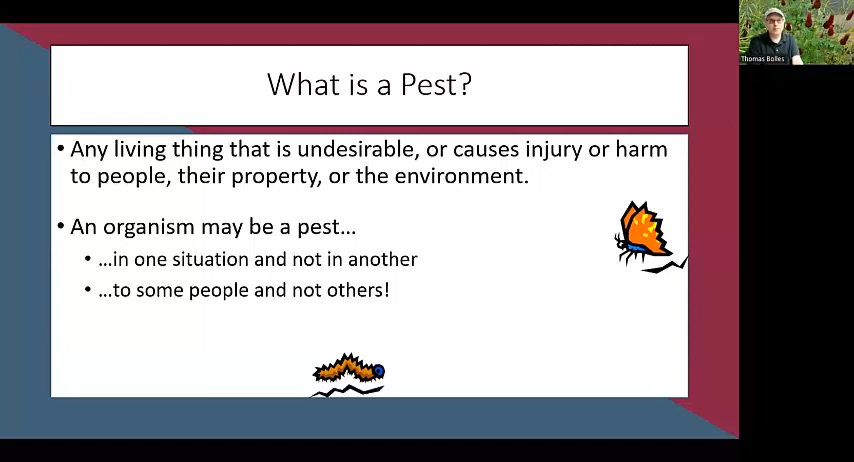 What is a Pest?
• Any living thing that is undesirable, or causes injury or harm
to people, their property, or the environment.
• An organism may be a pest…
• …in one situation and not in another
• …to some people and not others!
Thomas Bolles